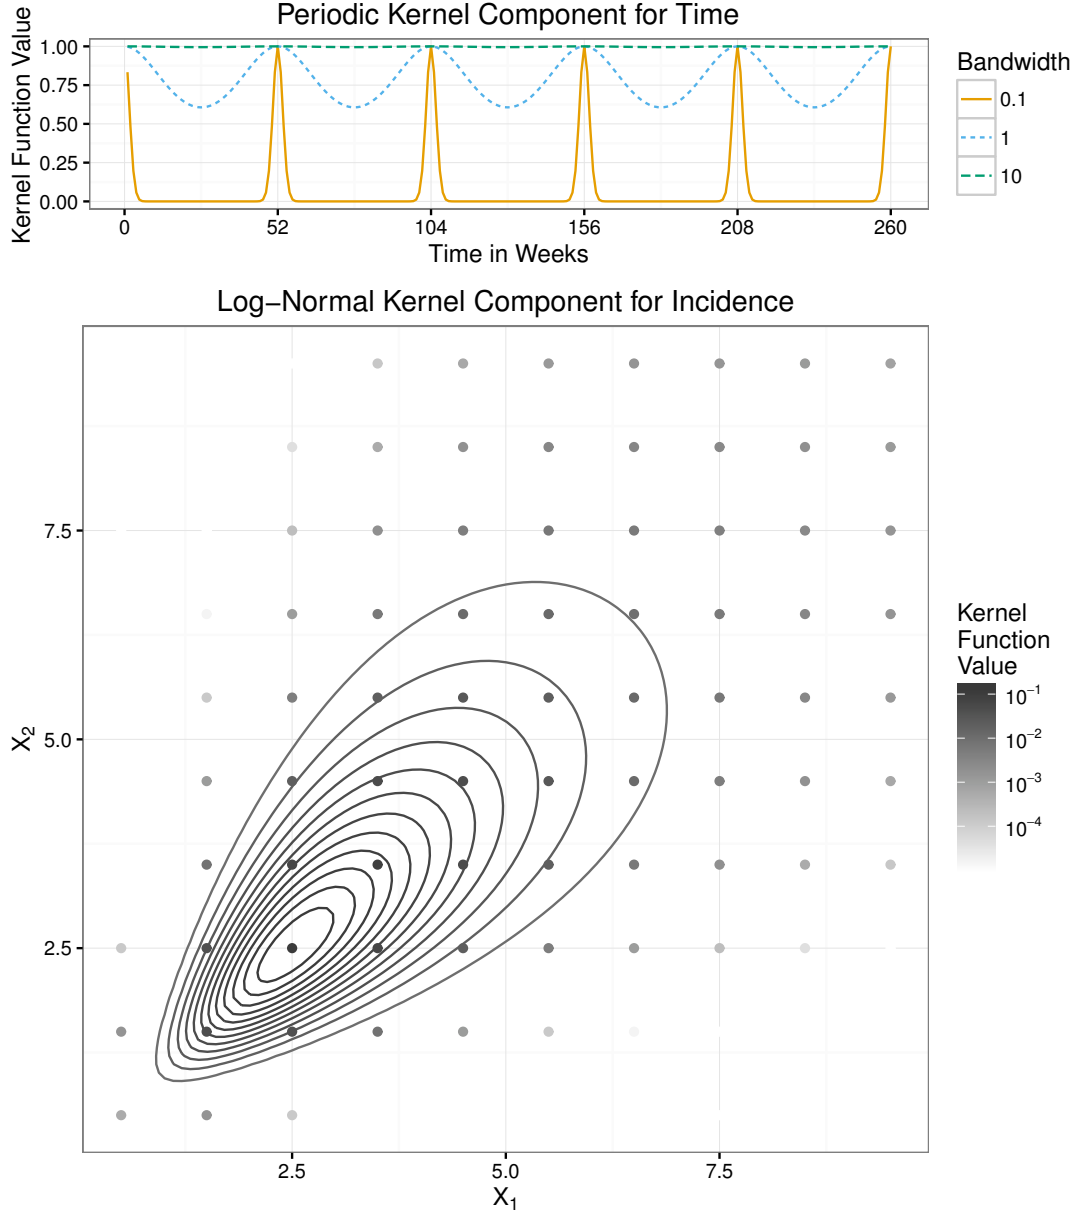 Periodic Kernel Component for Time
Kernel Function Value
1.00
0.75
0.50
0.25
0.00
0 52 104 156 208 260
Time in Weeks
Bandwidth
0.1
1
10
Log−Normal Kernel Component for Incidence
X₂
7.5
5.0
2.5
2.5 5.0 7.5
X₁
Kernel
Function
Value
10⁻¹
10⁻²
10⁻³
10⁻⁴